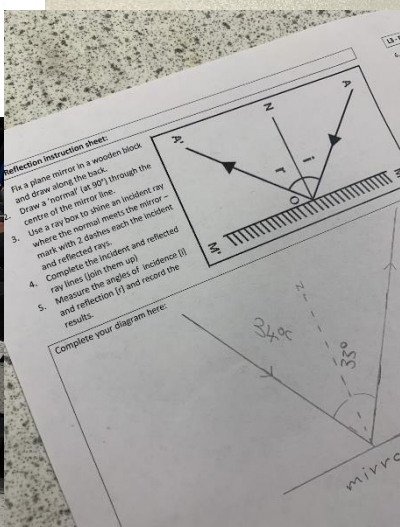 Reflection instruction sheet:
Fix a plane mirror in a wooden block
and draw along the back.
2. Draw a 'normal' (at 90°) through the
centre of the mirror line.
3. Use a ray box to shine an incident ray
where the normal meets the mirror –
mark with 2 dashes each the incident
and reflected rays.
4. Complete the incident and reflected
ray lines (join them up)
5. Measure the angles of incidence [i]
and reflection [r] and record the
results.
A'
N
A
r
i
O
M'
M
Complete your diagram here:
N
33°